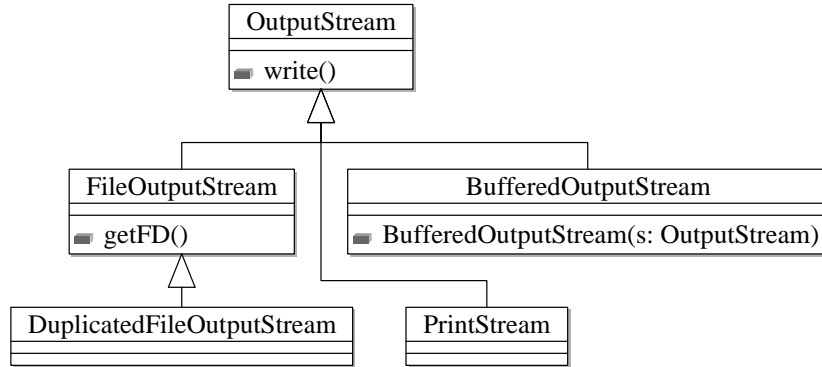 OutputStream
write()
FileOutputStream
getFD()
BufferedOutputStream
BufferedOutputStream(s: OutputStream)
DuplicatedFileOutputStream
PrintStream